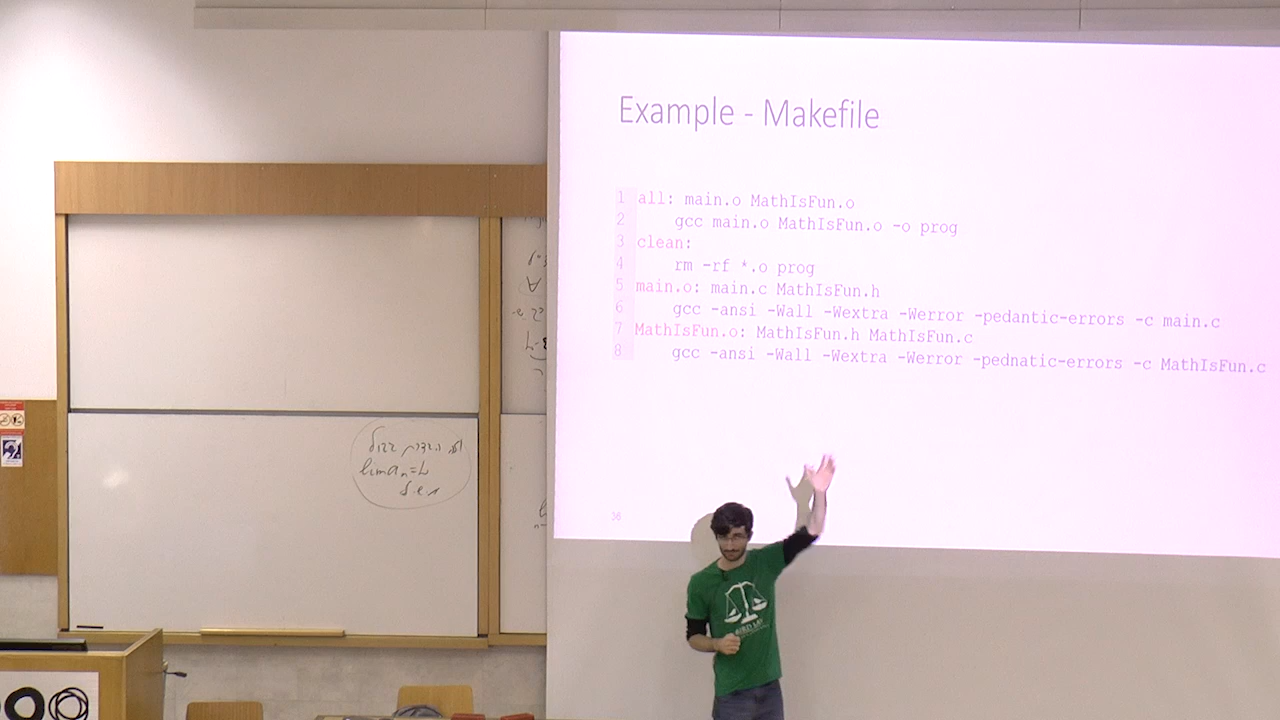 Example - Makefile
1 all: main.o MathIsFun.o
2 gcc main.o MathIsFun.o -o prog
3 clean:
4 rm -rf *.o prog
5 main.o: main.c MathIsFun.h
6 gcc -ansi -Wall -Wextra -Werror -pedantic-errors -c main.c
7 MathIsFun.o: MathIsFun.h MathIsFun.c
8 gcc -ansi -Wall -Wextra -Werror -pednatic-errors -c MathIsFun.c
36
lim aₙ=L